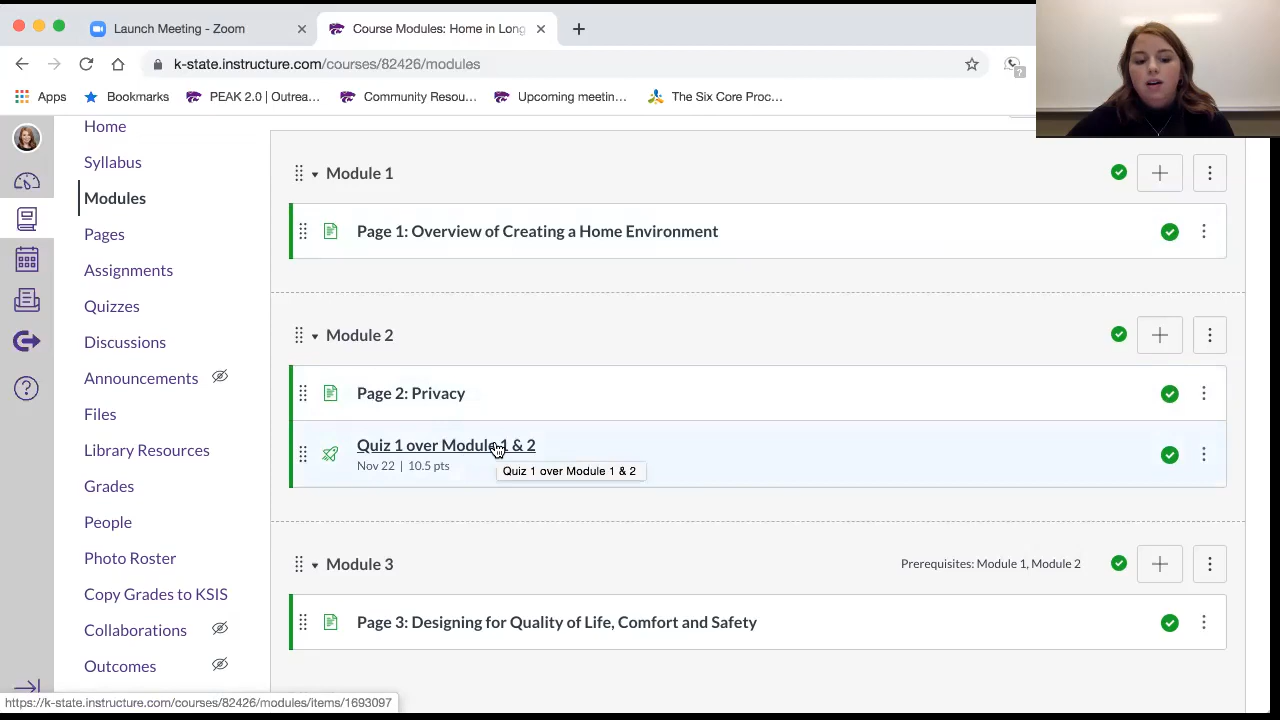 Launch Meeting - Zoom
Course Modules: Home in Long
k-state.instructure.com/courses/82426/modules
Apps
Bookmarks
PEAK 2.0 | Outrea...
Community Resou...
Upcoming meetin...
The Six Core Proc...
Home
Syllabus
Modules
Pages
Assignments
Quizzes
Discussions
Announcements
Files
Library Resources
Grades
People
Photo Roster
Copy Grades to KSIS
Collaborations
Outcomes
Module 1
Page 1: Overview of Creating a Home Environment
Module 2
Page 2: Privacy
Quiz 1 over Module 1 & 2
Nov 22 | 10.5 pts
Quiz 1 over Module 1 & 2
Module 3
Prerequisites: Module 1, Module 2
Page 3: Designing for Quality of Life, Comfort and Safety
https://k-state.instructure.com/courses/82426/modules/items/1693097